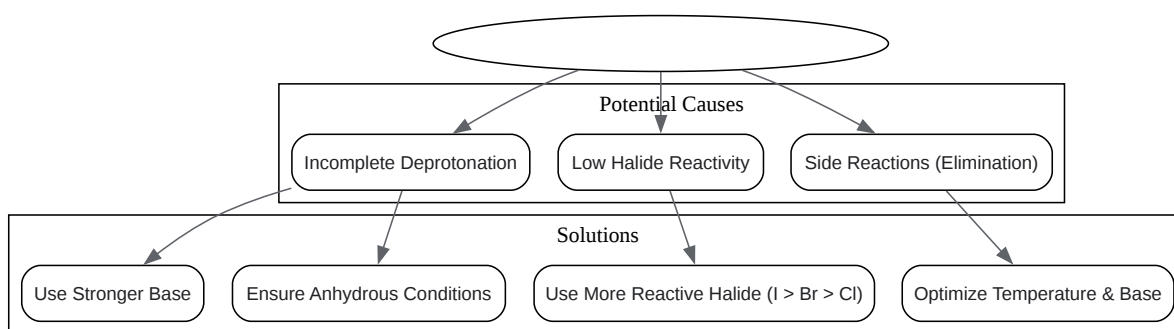 Potential Causes
Incomplete Deprotonation
Low Halide Reactivity
Side Reactions (Elimination)
Solutions
Use Stronger Base
Ensure Anhydrous Conditions
Use More Reactive Halide (I > Br > Cl)
Optimize Temperature & Base